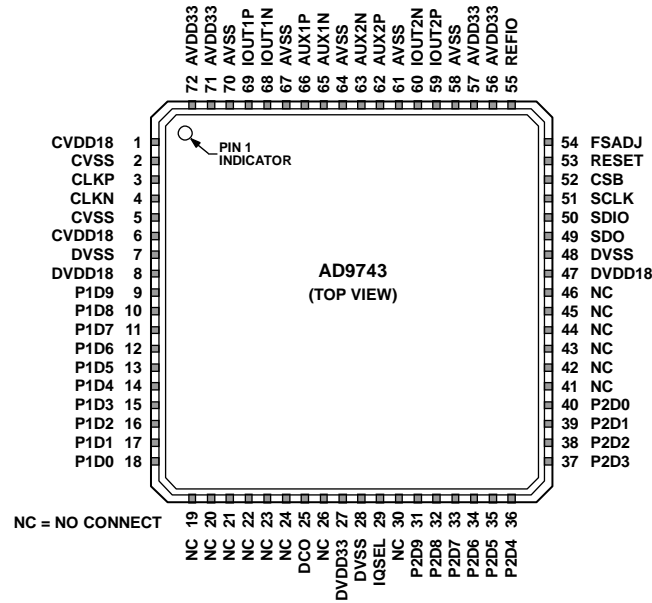 72 AVDD33
71 AVDD33
70 AVSS
69 IOUT1P
68 IOUT1N
67 AVSS
66 AUX1P
65 AUX1N
64 AVSS
63 AUX2N
62 AUX2P
61 AVSS
60 IOUT2N
59 IOUT2P
58 AVSS
57 AVDD33
56 AVDD33
55 REFIO
CVDD18 1
CVSS 2
CLKP 3
CLKN 4
CVSS 5
CVDD18 6
DVSS 7
DVDD18 8
P1D9 9
P1D8 10
P1D7 11
P1D6 12
P1D5 13
P1D4 14
P1D3 15
P1D2 16
P1D1 17
P1D0 18
PIN 1
INDICATOR
AD9743
(TOP VIEW)
54 FSADJ
53 RESET
52 CSB
51 SCLK
50 SDIO
49 SDO
48 DVSS
47 DVDD18
46 NC
45 NC
44 NC
43 NC
42 NC
41 NC
40 P2D0
39 P2D1
38 P2D2
37 P2D3
NC = NO CONNECT
NC 19
NC 20
NC 21
NC 22
NC 23
NC 24
DCO 25
NC 26
DVDD33 27
DVSS 28
IQSEL 29
NC 30
P2D9 31
P2D8 32
P2D7 33
P2D6 34
P2D5 35
P2D4 36